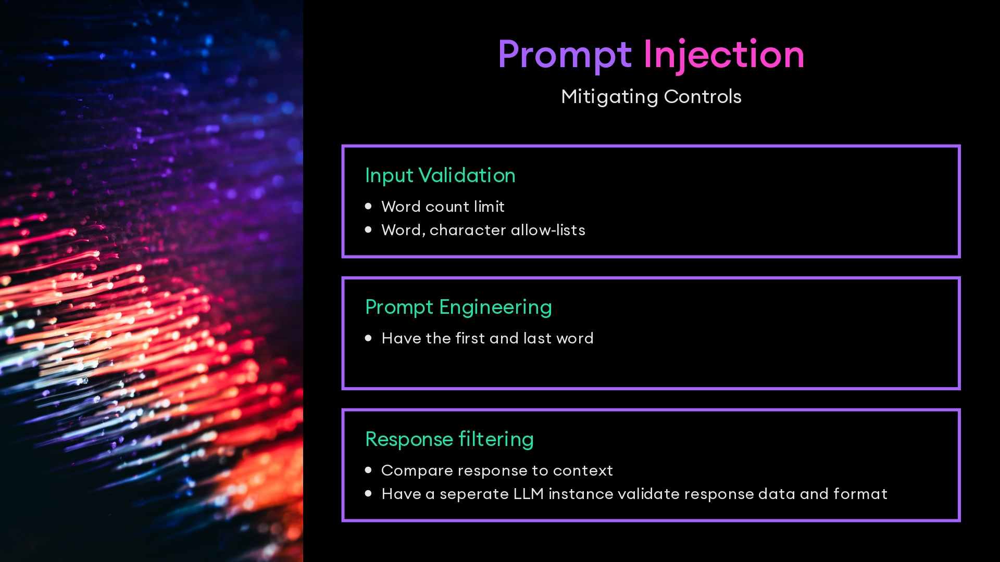 Prompt Injection
Mitigating Controls
Input Validation
• Word count limit
• Word, character allow-lists
Prompt Engineering
• Have the first and last word
Response filtering
• Compare response to context
• Have a seperate LLM instance validate response data and format